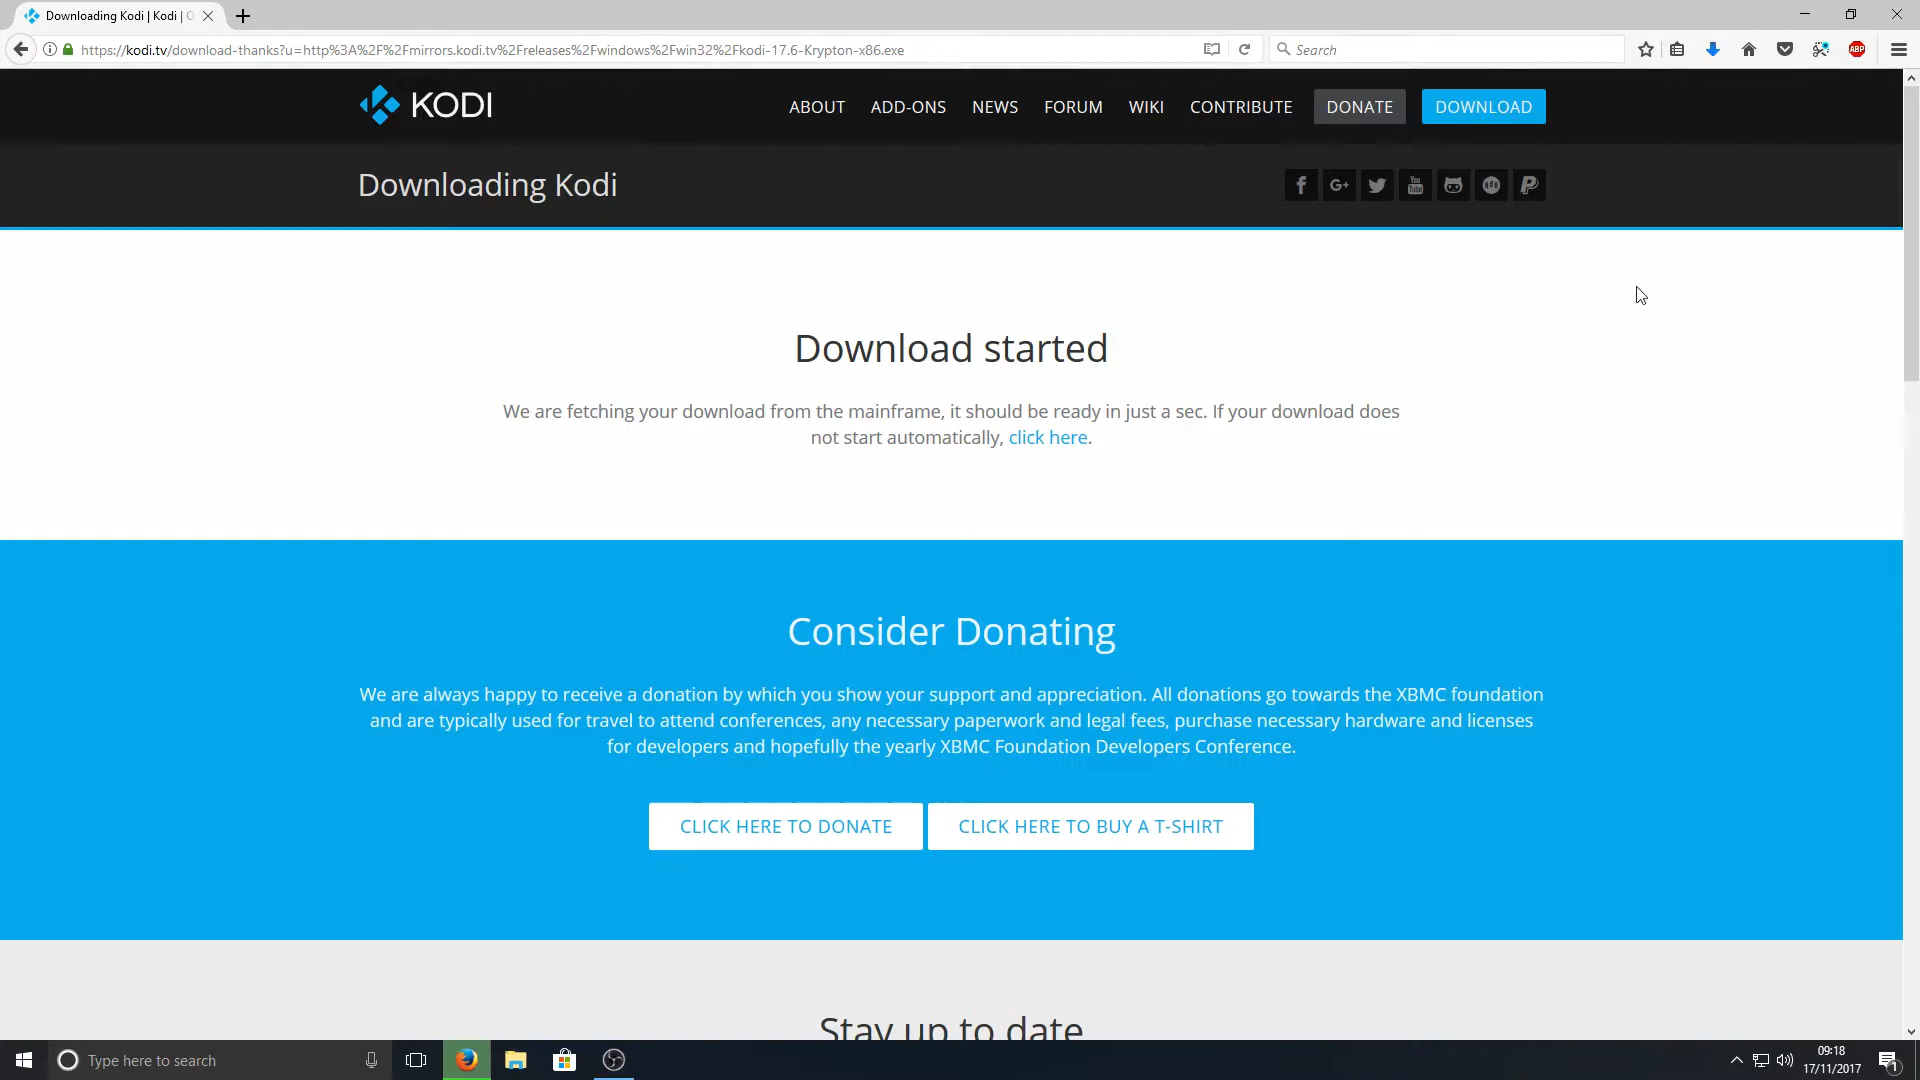 Downloading Kodi | Kodi | O
https://kodi.tv/download-thanks?u=http%3A%2F%2Fmirrors.kodi.tv%2Freleases%2Fwindows%2Fwin32%2Fkodi-17.6-Krypton-x86.exe
Search
ABP
KODI
ABOUT ADD-ONS NEWS FORUM WIKI CONTRIBUTE DONATE DOWNLOAD
Downloading Kodi
Download started
We are fetching your download from the mainframe, it should be ready in just a sec. If your download does
not start automatically, click here.
Consider Donating
We are always happy to receive a donation by which you show your support and appreciation. All donations go towards the XBMC foundation
and are typically used for travel to attend conferences, any necessary paperwork and legal fees, purchase necessary hardware and licenses
for developers and hopefully the yearly XBMC Foundation Developers Conference.
CLICK HERE TO DONATE CLICK HERE TO BUY A T-SHIRT
Stay up to date
Type here to search
09:18
17/11/2017
1